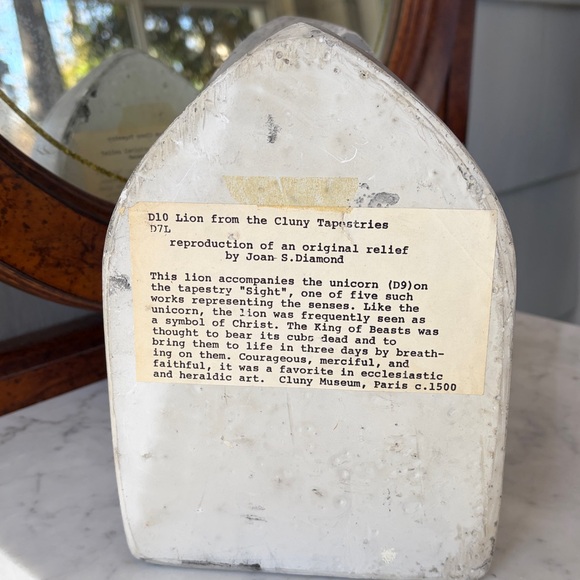 D10 Lion from the Cluny Tapestries
D7L
reproduction of an original relief
by Joan S.Diamond
This lion accompanies the unicorn (D9)on
the tapestry "Sight", one of five such
works representing the senses. Like the
unicorn, the lion was frequently seen as
a symbol of Christ. The King of Beasts was
thought to bear its cubs dead and to
bring them to life in three days by breath-
ing on them. Courageous, merciful, and
faithful, it was a favorite in ecclesiastic
and heraldic art. Cluny Museum, Paris c.1500